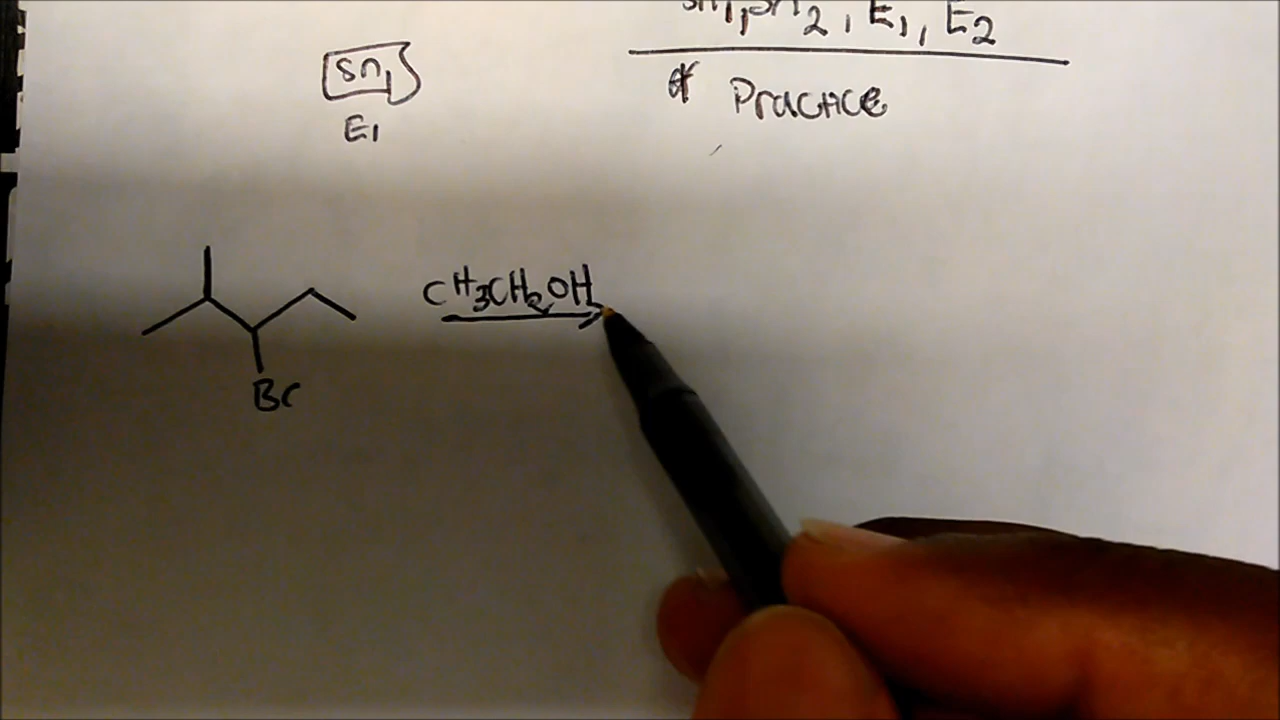 sn1, sn2, E1, E2
* Practice
sn1
E1
CH3CH2OH
Br